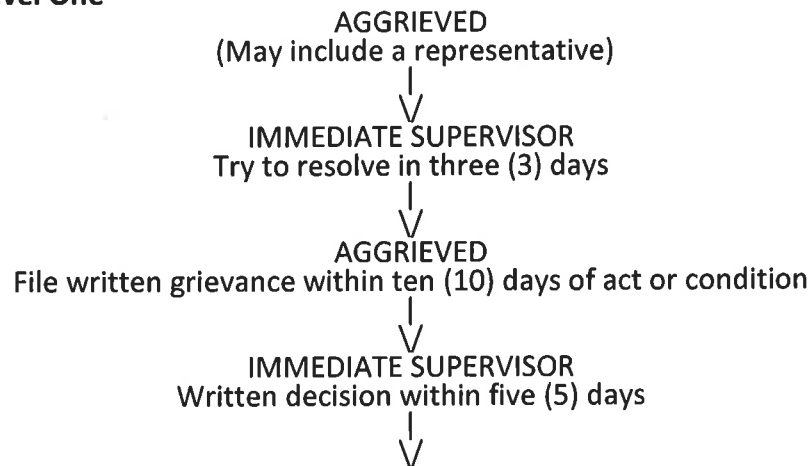 One
AGGRIEVED
(May include a representative)
IMMEDIATE SUPERVISOR
Try to resolve in three (3) days
AGGRIEVED
File written grievance within ten (10) days of act or condition
IMMEDIATE SUPERVISOR
Written decision within five (5) days